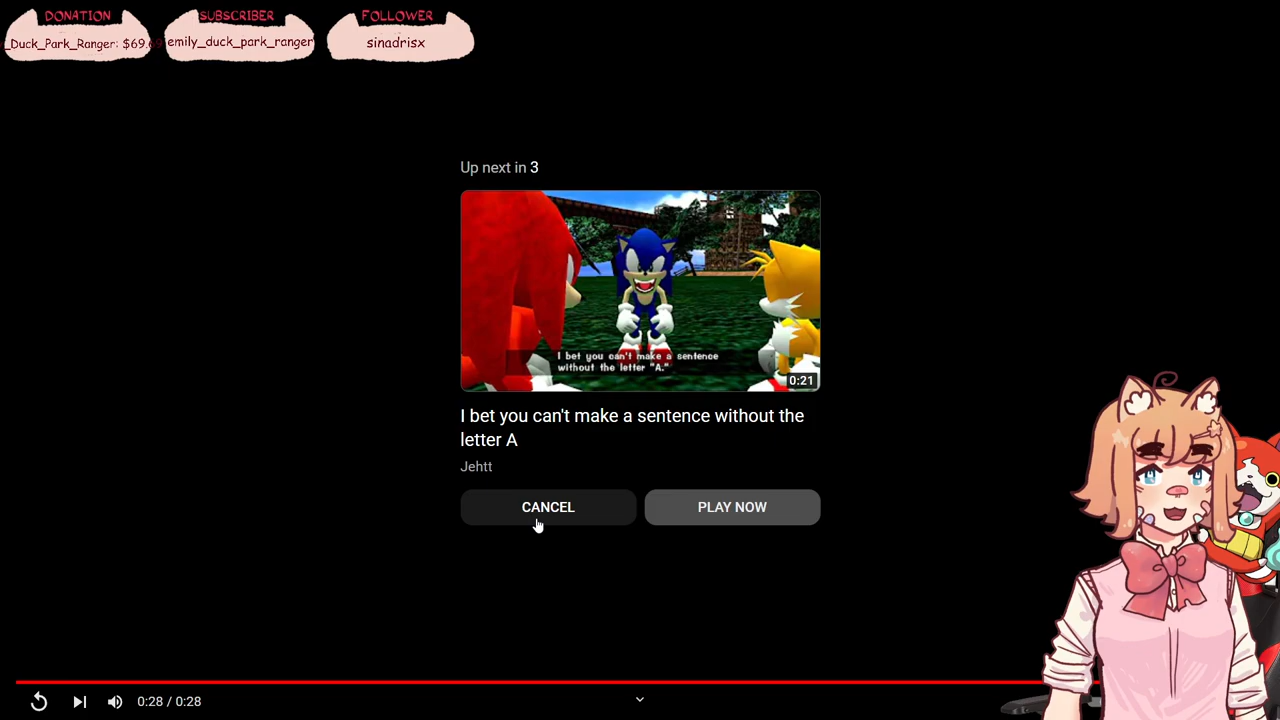 DONATION
SUBSCRIBER
FOLLOWER
_Duck_Park_Ranger: $69.69
emily_duck_park_ranger
sinadrisx
Up next in 3
I bet you can't make a sentence
without the letter "A."
0:21
I bet you can't make a sentence without the
letter A
Jehtt
CANCEL
PLAY NOW
0:28 / 0:28